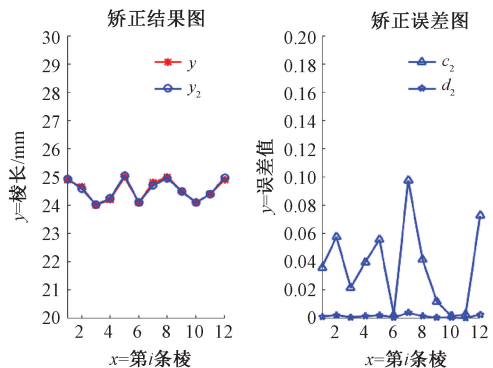 矫正结果图
30
29
28
27
26
25
24
23
22
21
20
y
y₂
y=棱长/mm
2 4 6 8 10 12
x=第i条棱
矫正误差图
0.20
0.18
0.16
0.14
0.12
0.10
0.08
0.06
0.04
0.02
0.00
c₂
d₂
y=误差值
2 4 6 8 10 12
x=第i条棱